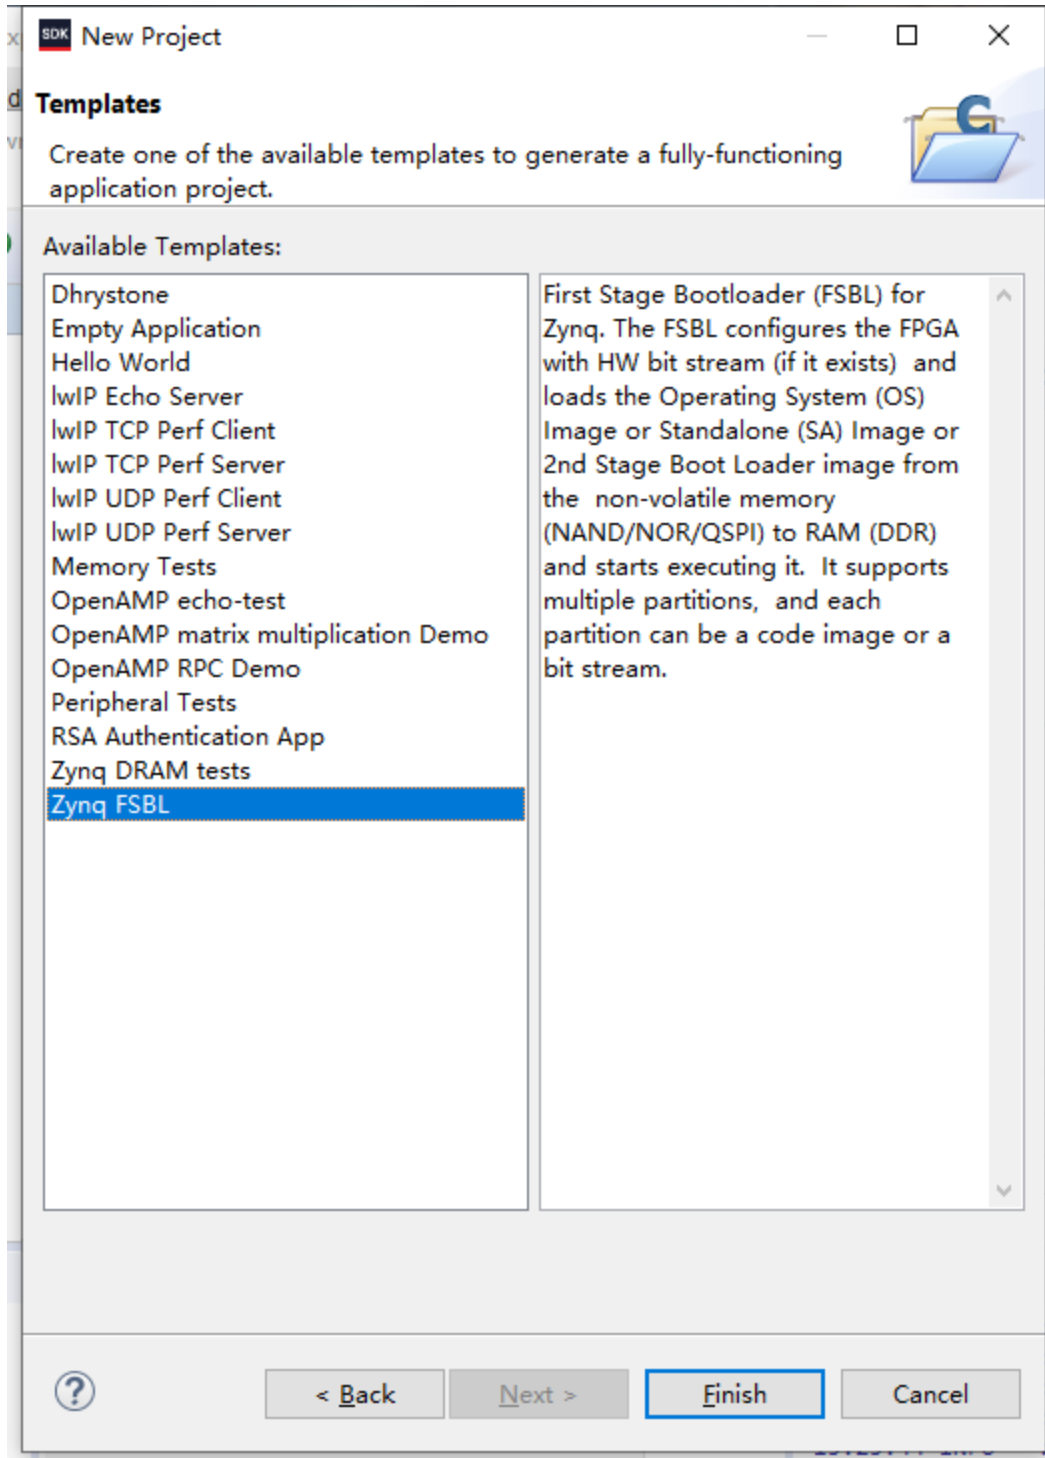 SDK New Project
Templates
Create one of the available templates to generate a fully-functioning
application project.
Available Templates:
Dhrystone
Empty Application
Hello World
lwIP Echo Server
lwIP TCP Perf Client
lwIP TCP Perf Server
lwIP UDP Perf Client
lwIP UDP Perf Server
Memory Tests
OpenAMP echo-test
OpenAMP matrix multiplication Demo
OpenAMP RPC Demo
Peripheral Tests
RSA Authentication App
Zynq DRAM tests
Zynq FSBL
First Stage Bootloader (FSBL) for
Zynq. The FSBL configures the FPGA
with HW bit stream (if it exists)  and
loads the Operating System (OS)
Image or Standalone (SA) Image or
2nd Stage Boot Loader image from
the  non-volatile memory
(NAND/NOR/QSPI) to RAM (DDR)
and starts executing it.  It supports
multiple partitions,  and each
partition can be a code image or a
bit stream.
< Back
Next >
Finish
Cancel